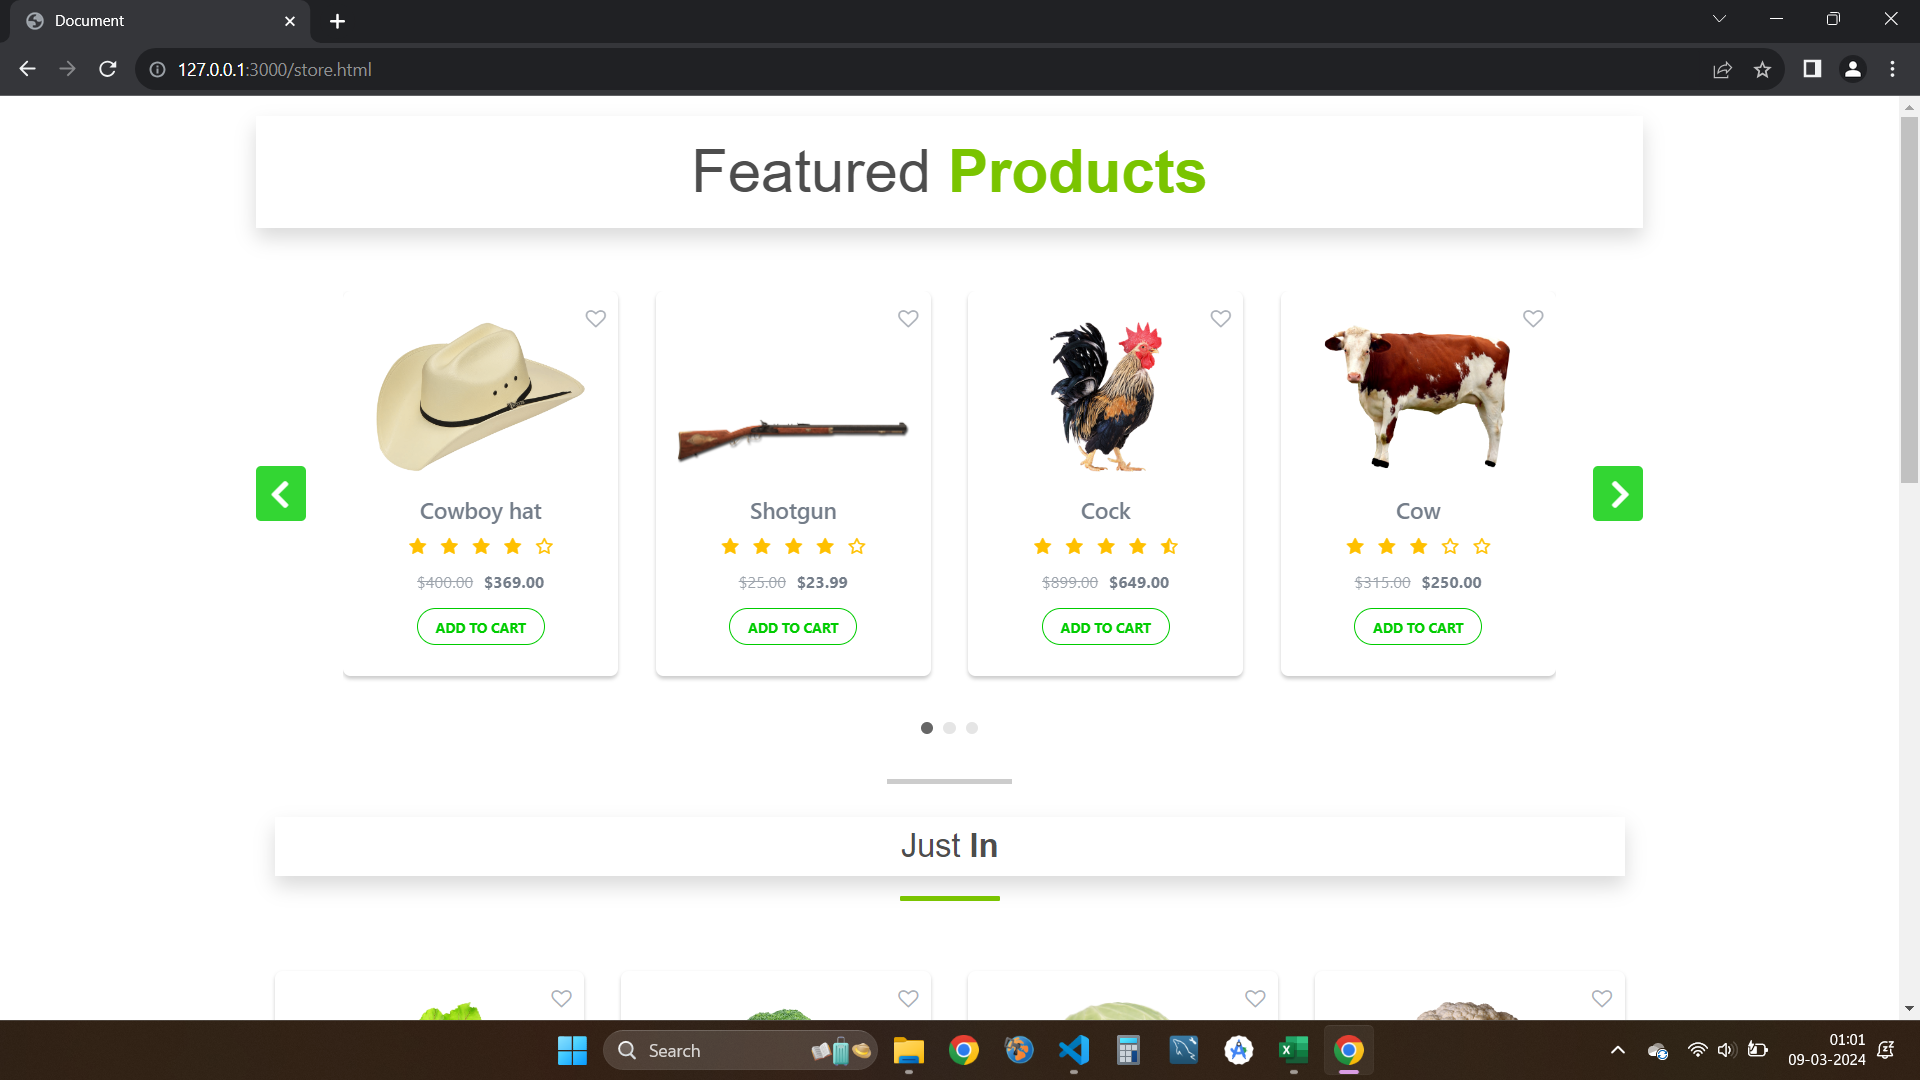 Document
127.0.0.1:3000/store.html
Featured Products
Cowboy hat
$400.00 $369.00
ADD TO CART
Shotgun
$25.00 $23.99
ADD TO CART
Cock
$899.00 $649.00
ADD TO CART
Cow
$315.00 $250.00
ADD TO CART
Just In
Search
01:01
09-03-2024